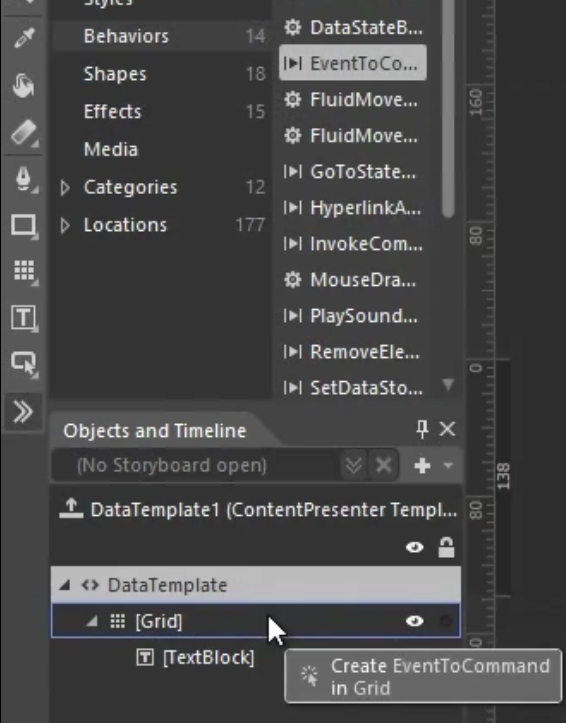 Styles
Behaviors 14
Shapes 18
Effects 15
Media
Categories 12
Locations 177
DataStateB...
EventToCo...
FluidMove...
FluidMove...
GoToState...
HyperlinkA...
InvokeCom...
MouseDra...
PlaySound...
RemoveEle...
SetDataSto...
160
80
0
138
80
0
Objects and Timeline
(No Storyboard open)
DataTemplate1 (ContentPresenter Templ...
DataTemplate
[Grid]
[TextBlock]
Create EventToCommand
in Grid